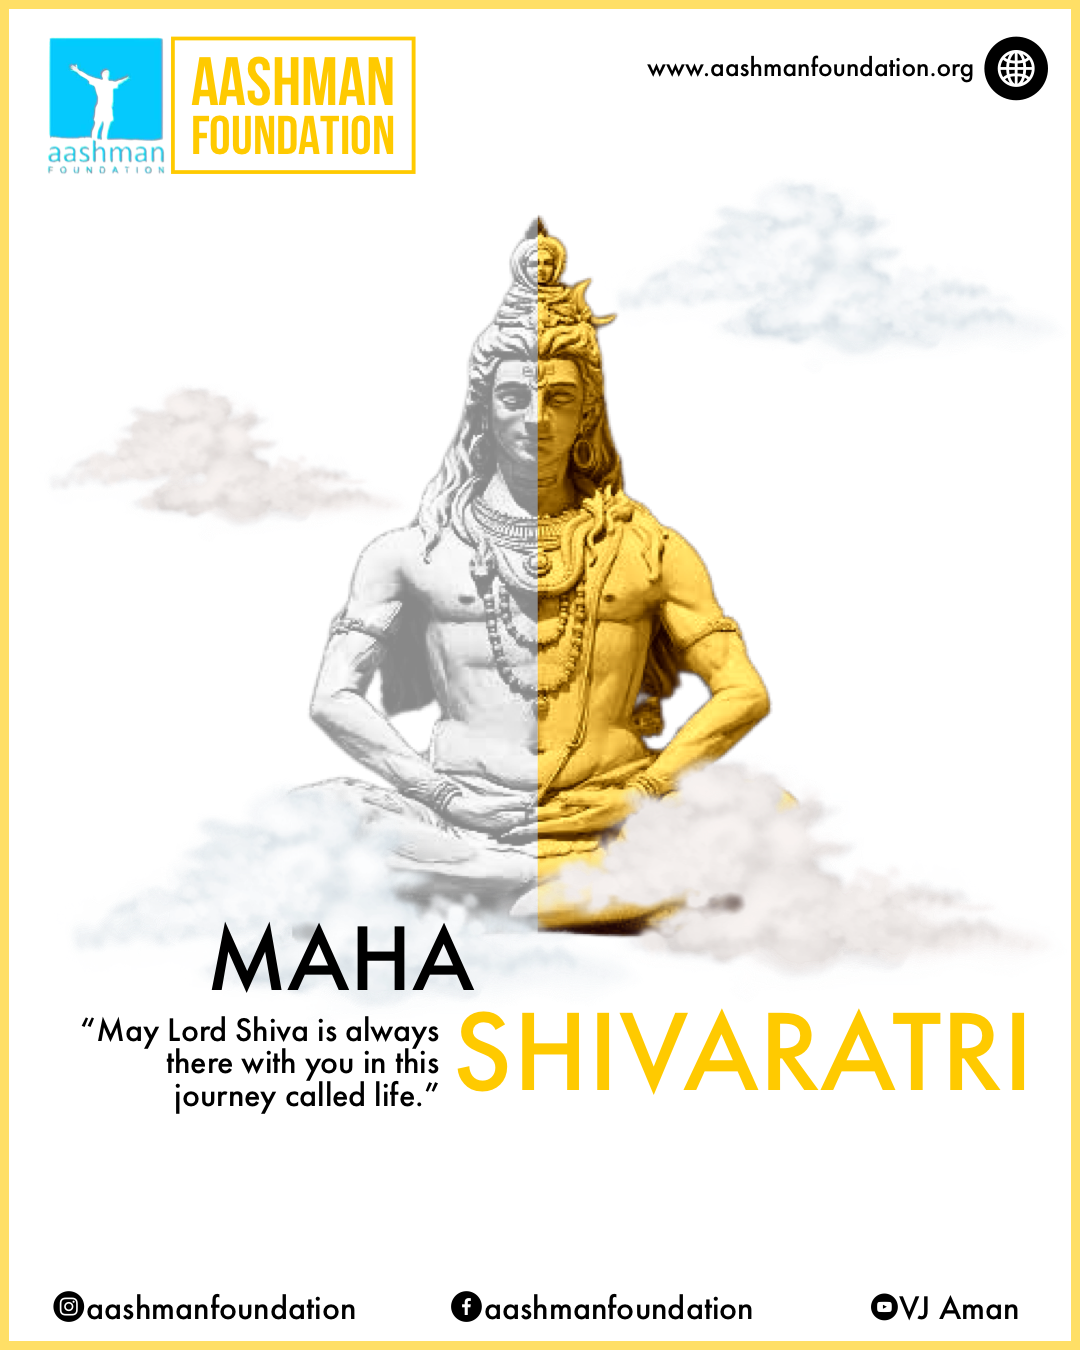 aashman
FOUNDATION
AASHMAN
FOUNDATION
www.aashmanfoundation.org
MAHA
SHIVARATRI
“May Lord Shiva is always
there with you in this
journey called life.”
aashmanfoundation
aashmanfoundation
VJ Aman